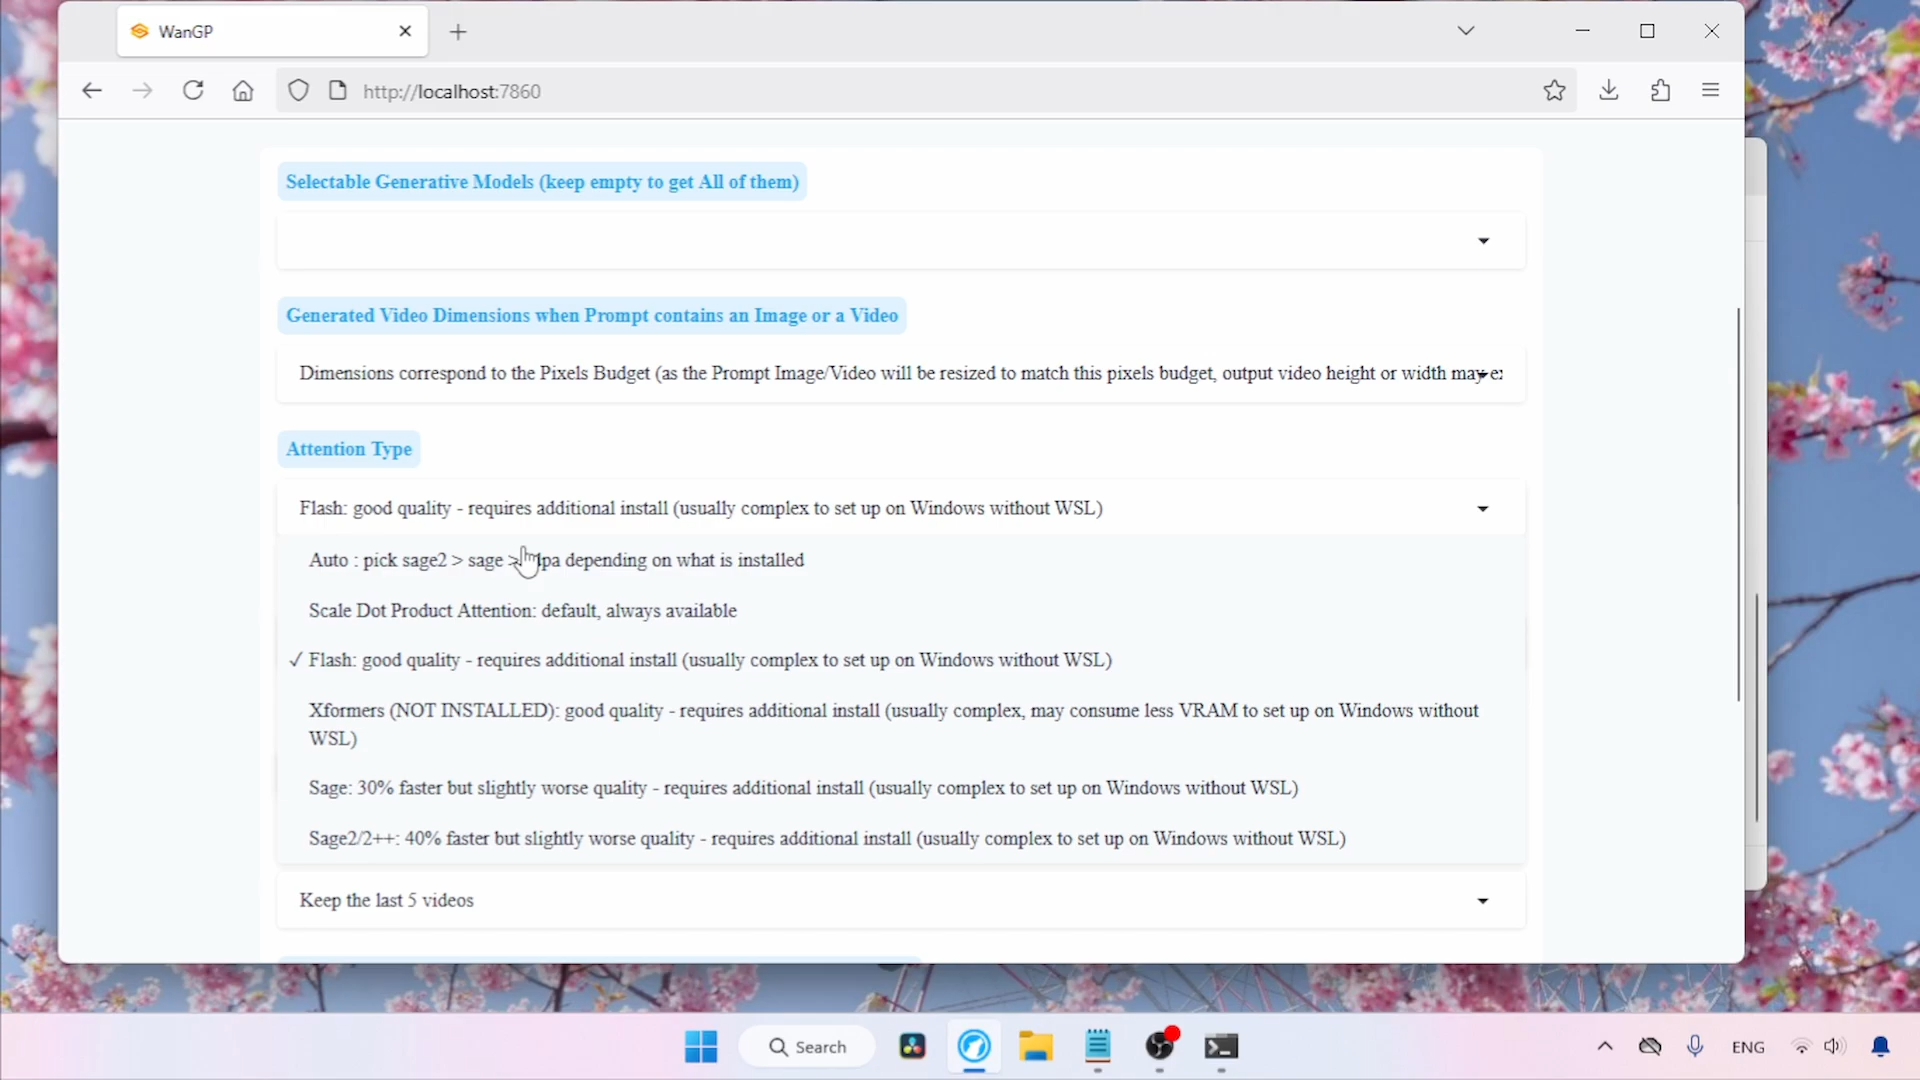 WanGP
http://localhost:7860
Selectable Generative Models (keep empty to get All of them)
Generated Video Dimensions when Prompt contains an Image or a Video
Dimensions correspond to the Pixels Budget (as the Prompt Image/Video will be resized to match this pixels budget, output video height or width may
Attention Type
Flash: good quality - requires additional install (usually complex to set up on Windows without WSL)
Auto : pick sage2 > sage > depending on what is installed
Scale Dot Product Attention: default, always available
✓ Flash: good quality - requires additional install (usually complex to set up on Windows without WSL)
Xformers (NOT INSTALLED): good quality - requires additional install (usually complex, may consume less VRAM to set up on Windows without
WSL)
Sage: 30% faster but slightly worse quality - requires additional install (usually complex to set up on Windows without WSL)
Sage2/2++: 40% faster but slightly worse quality - requires additional install (usually complex to set up on Windows without WSL)
Keep the last 5 videos
Search
ENG